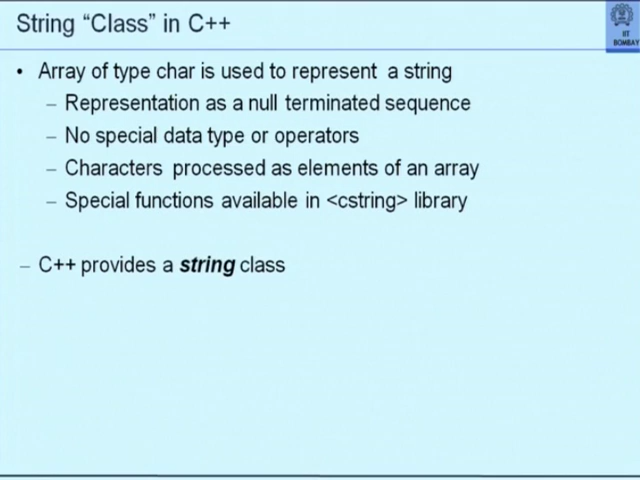 String “Class” in C++
IIT
BOMBAY
• Array of type char is used to represent a string
– Representation as a null terminated sequence
– No special data type or operators
– Characters processed as elements of an array
– Special functions available in <cstring> library
– C++ provides a string class